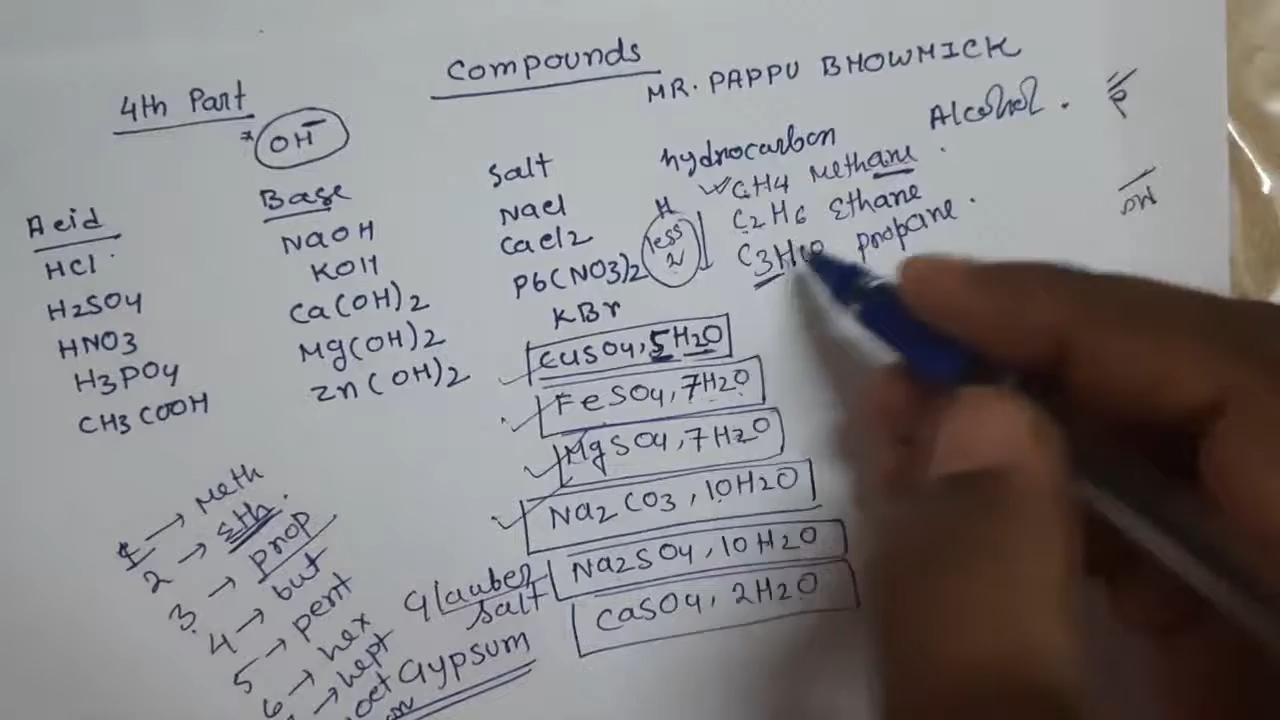 4th Part
Compounds
MR. PAPPU BHOWMICK
* OH⁻
Acid
HCl
H2SO4
HNO3
H3PO4
CH3COOH
Base
NaOH
KOH
Ca(OH)2
Mg(OH)2
Zn(OH)2
Salt
Nacl
Cacl2
Pb(NO3)2
KBr
CuSO4, 5H2O
FeSO4, 7H2O
MgSO4, 7H2O
Na2CO3, 10H2O
Na2SO4, 10H2O
CaSO4, 2H2O
Glauber
Salt
Gypsum
hydrocarbon
CH4 Methane
C2H6 Ethane
propane.
H
less
2
Alcohol.
1 → Meth
2 → Eth.
3 → prop
4 → but
5 → pent
6 → hex
→ hept
oct